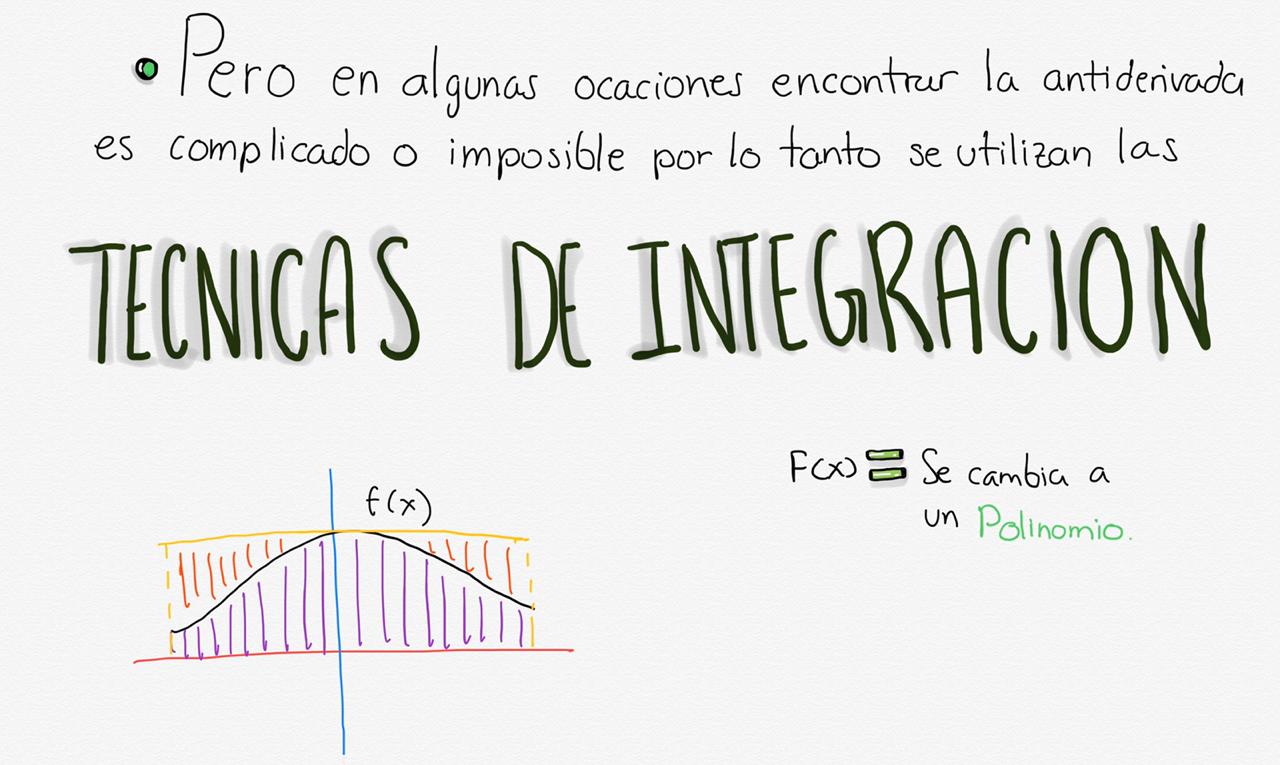 Pero en algunas ocaciones encontrar la antiderivada
es complicado o imposible por lo tanto se utilizan las
TECNICAS DE INTEGRACION
f(x)
F(x) = Se cambia a
un Polinomio.